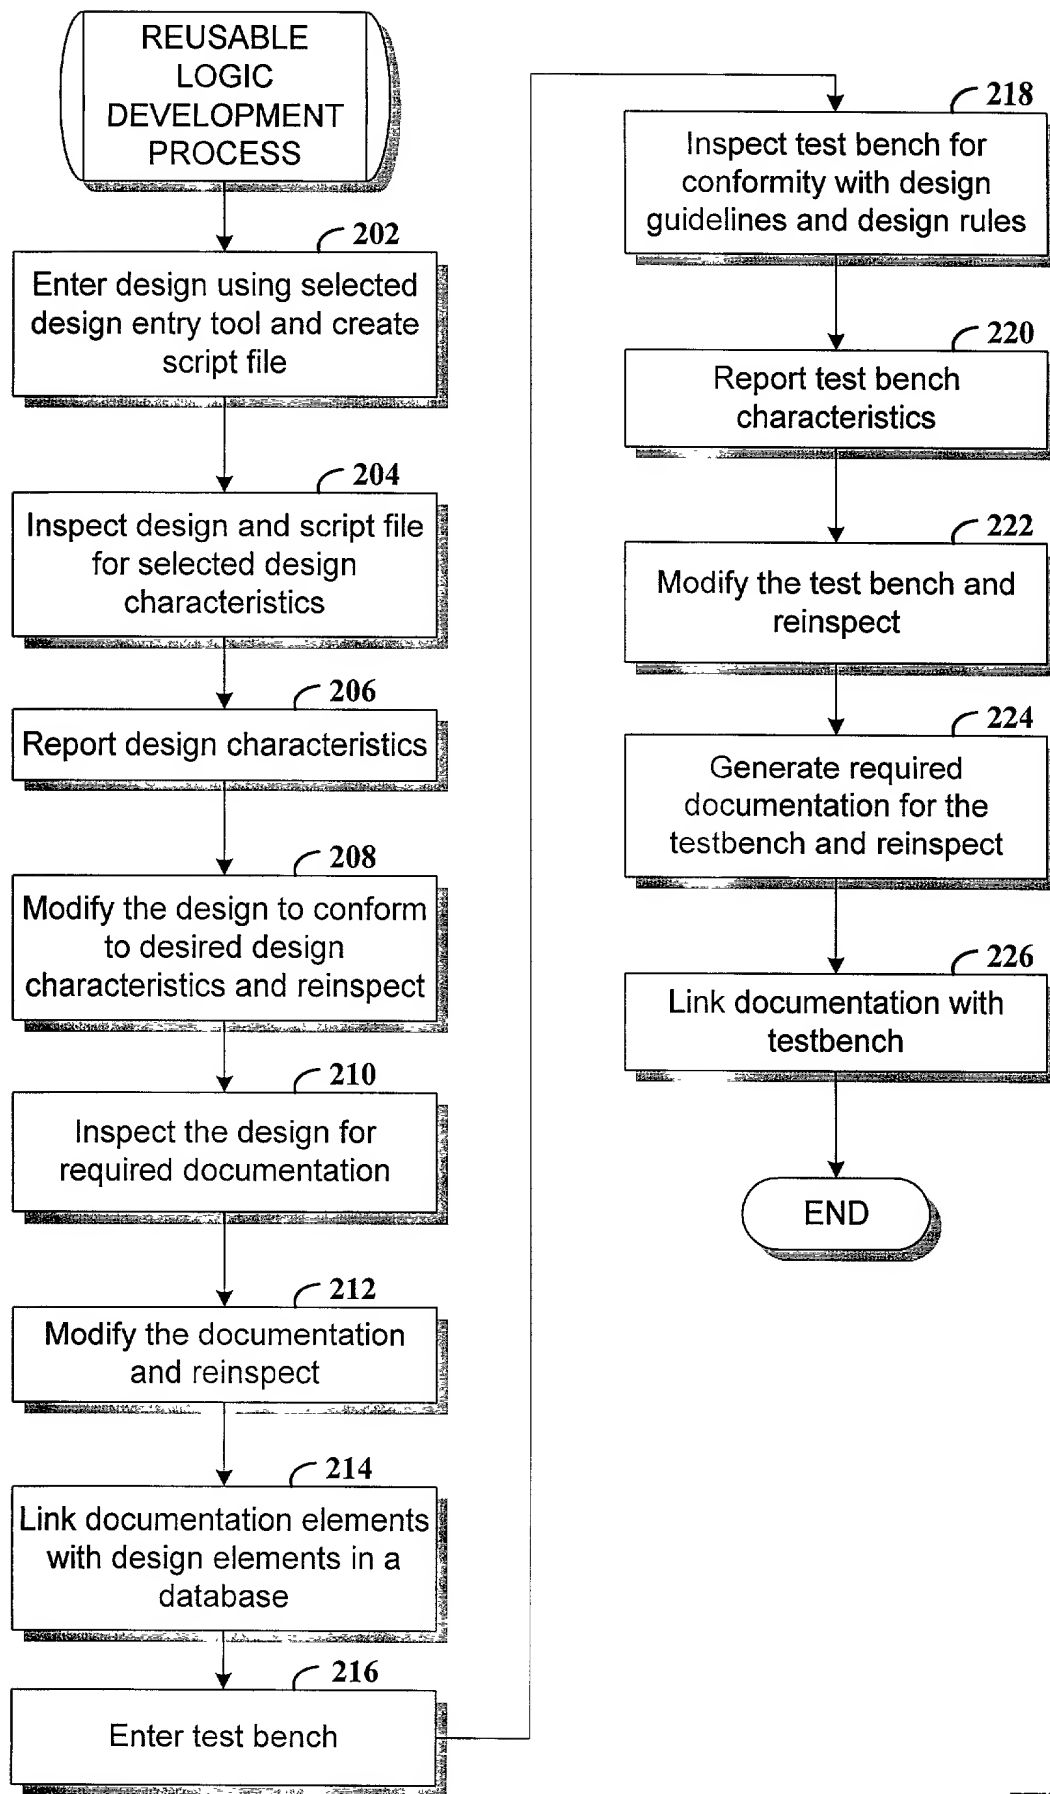 REUSABLE
LOGIC
DEVELOPMENT
PROCESS
202
Enter design using selected
design entry tool and create
script file
204
Inspect design and script file
for selected design
characteristics
206
Report design characteristics
208
Modify the design to conform
to desired design
characteristics and reinspect
210
Inspect the design for
required documentation
212
Modify the documentation
and reinspect
214
Link documentation elements
with design elements in a
database
216
Enter test bench
218
Inspect test bench for
conformity with design
guidelines and design rules
220
Report test bench
characteristics
222
Modify the test bench and
reinspect
224
Generate required
documentation for the
testbench and reinspect
226
Link documentation with
testbench
END